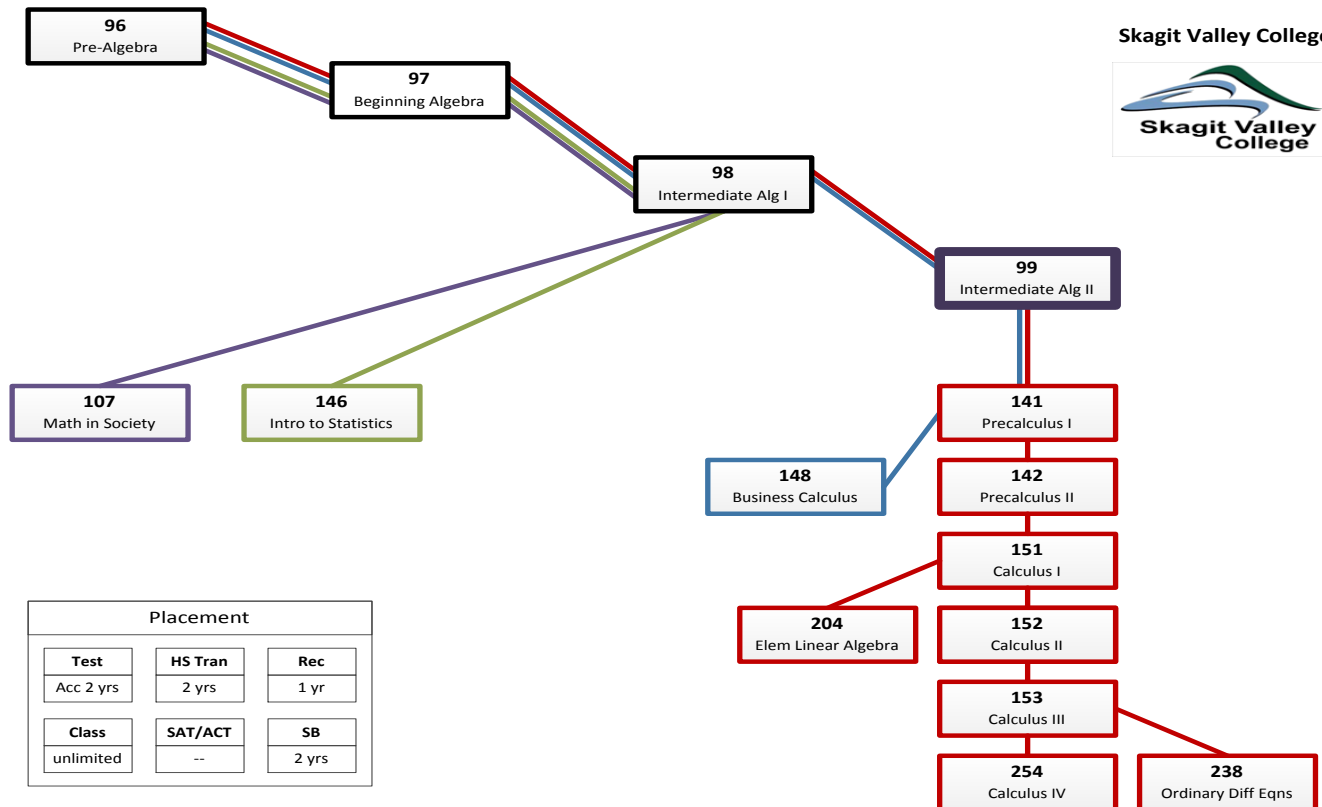 96
Pre-Algebra
Skagit Valley College
97
Beginning Algebra
Skagit Valley
College
98
Intermediate Alg I
99
Intermediate Alg II
107
Math in Society
146
Intro to Statistics
141
Precalculus I
148
Business Calculus
142
Precalculus II
151
Calculus I
204
Elem Linear Algebra
152
Calculus II
153
Calculus III
254
Calculus IV
238
Ordinary Diff Eqns
Placement
Test
Acc 2 yrs
HS Tran
2 yrs
Rec
1 yr
Class
unlimited
SAT/ACT
--
SB
2 yrs